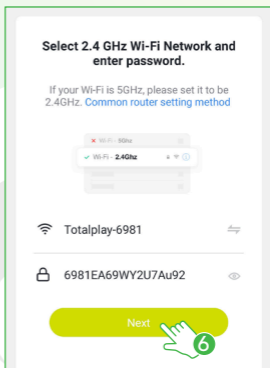 Select 2.4 GHz Wi-Fi Network and
enter password.
If your Wi-Fi is 5GHz, please set it to be
2.4GHz. Common router setting method
Wi-Fi - 5Ghz
Wi-Fi - 2.4Ghz
Totalplay-6981
6981EA69WY2U7Au92
Next
6